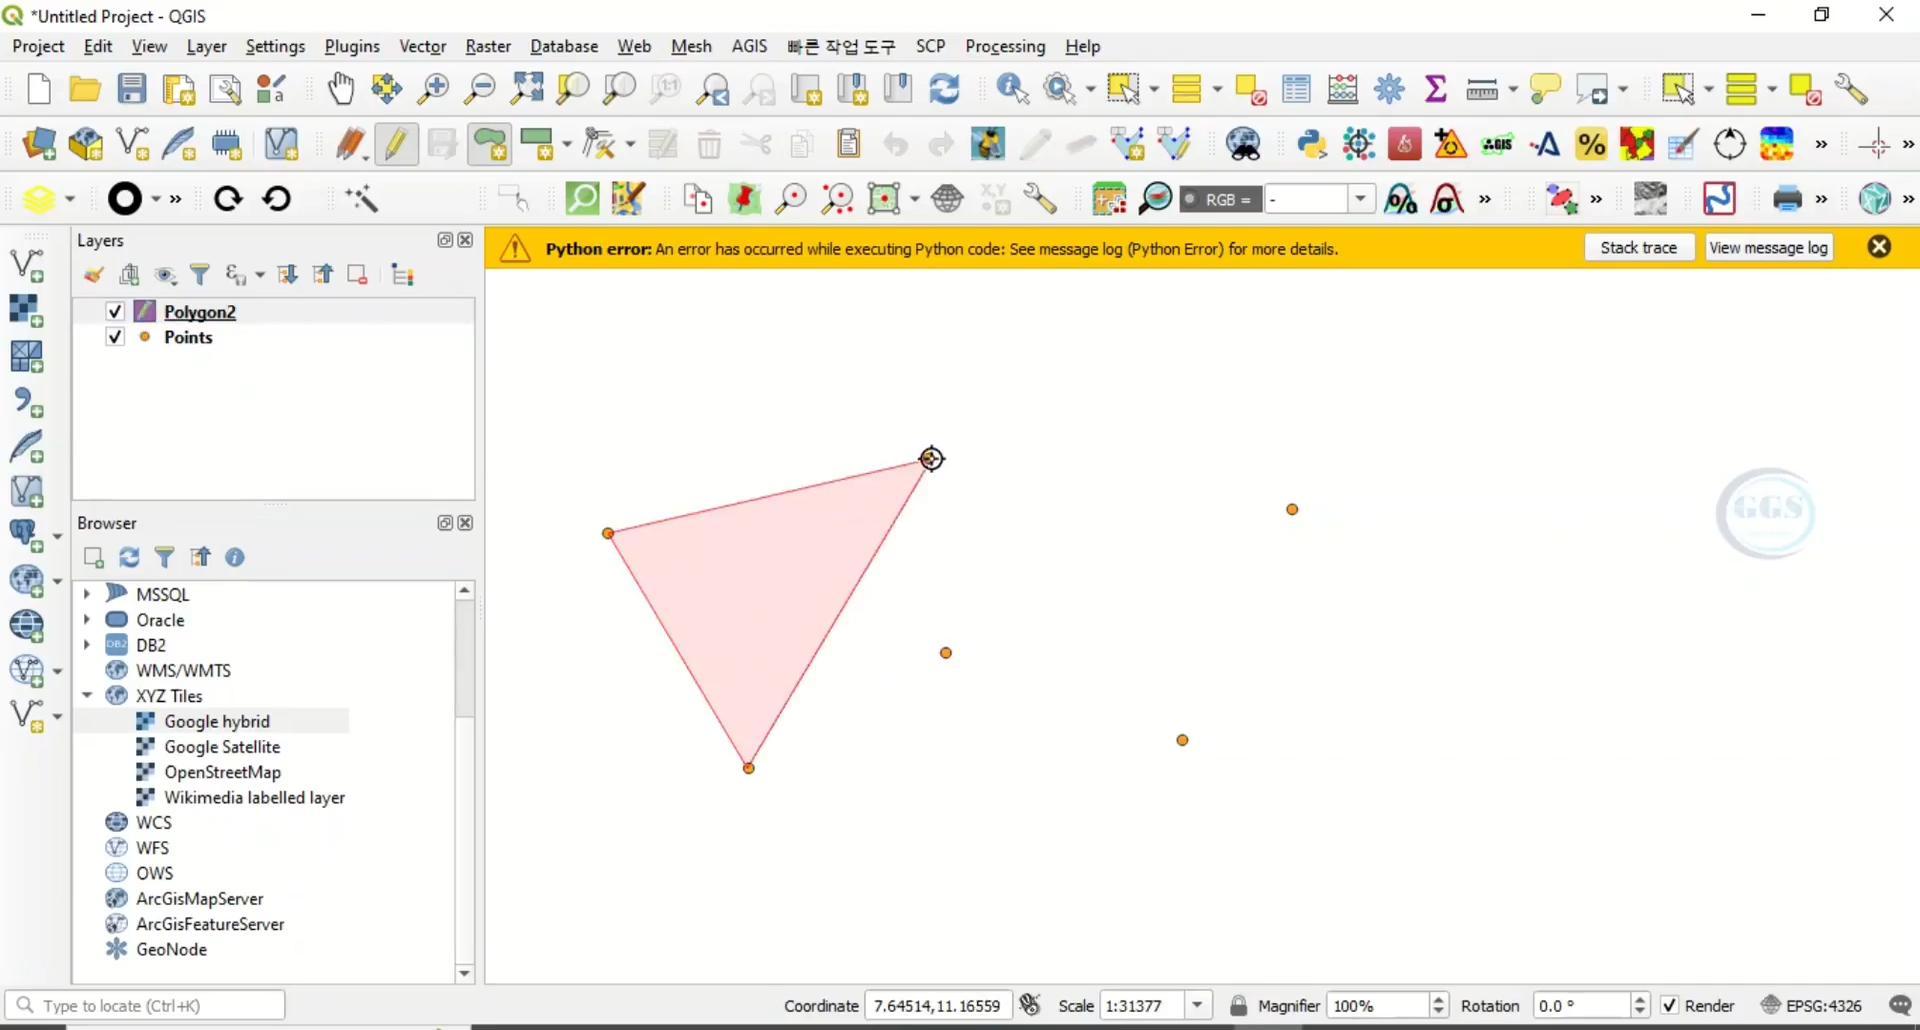 *Untitled Project - QGIS
Project Edit View Layer Settings Plugins Vector Raster Database Web Mesh AGIS 빠른 작업 도구 SCP Processing Help
RGB = -
Layers
Polygon2
Points
Python error: An error has occurred while executing Python code: See message log (Python Error) for more details. Stack trace View message log
GGS
Browser
MSSQL
Oracle
DB2
WMS/WMTS
XYZ Tiles
Google hybrid
Google Satellite
OpenStreetMap
Wikimedia labelled layer
WCS
WFS
OWS
ArcGisMapServer
ArcGisFeatureServer
GeoNode
Type to locate (Ctrl+K) Coordinate 7.64514,11.16559 Scale 1:31377 Magnifier 100% Rotation 0.0 ° Render EPSG:4326